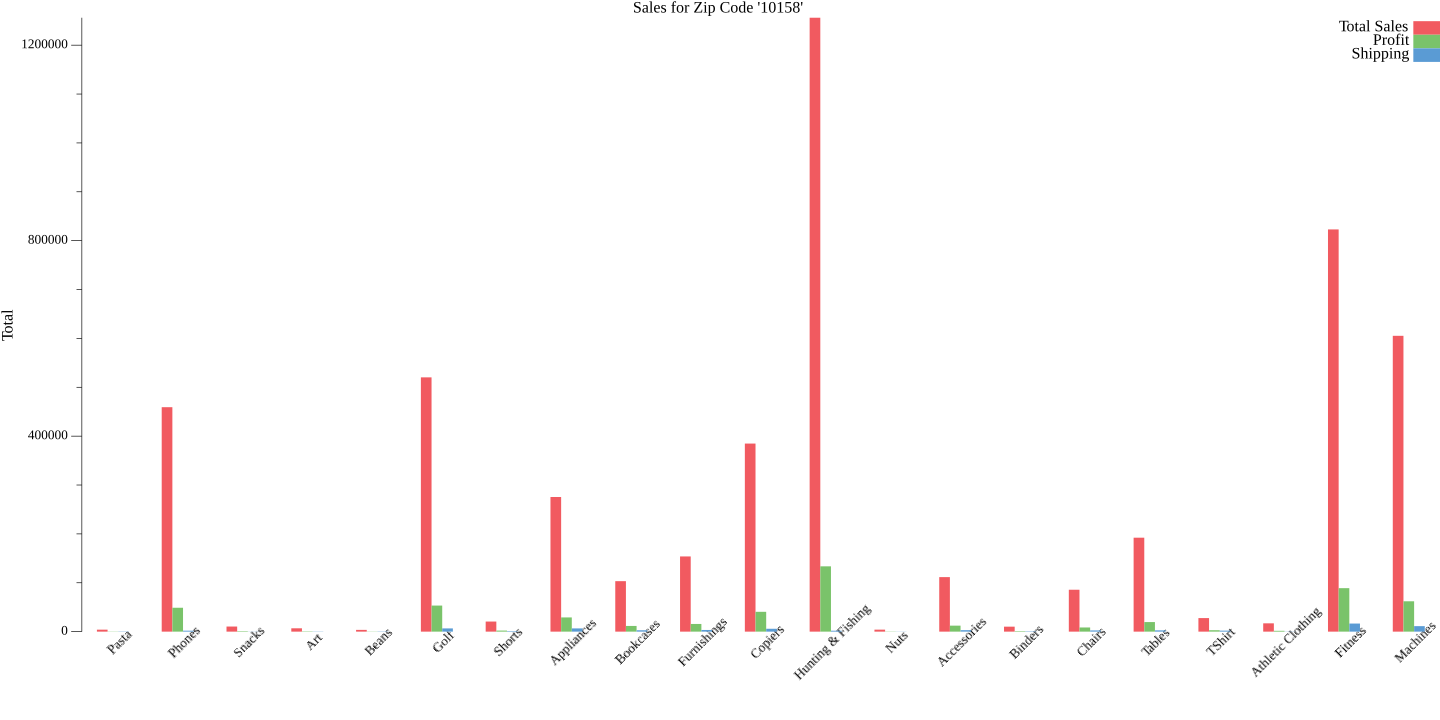 Sales for Zip Code '10158'
Total Sales
Profit
Shipping
1200000
800000
400000
0
Total
Pasta
Phones
Snacks
Art
Beans
Golf
Shorts
Appliances
Bookcases
Furnishings
Copiers
Hunting & Fishing
Nuts
Accessories
Binders
Chairs
Tables
TShirt
Athletic Clothing
Fitness
Machines